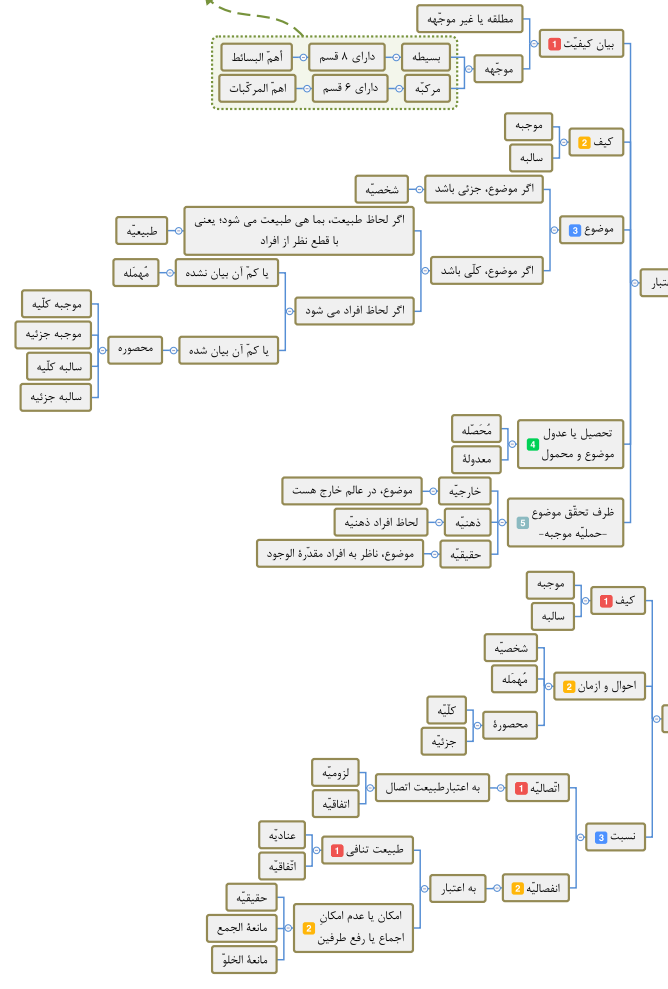 مطلقه یا غیر موجّهه
بیان کیفیّت 1
موجّهه
بسیطه
دارای ۸ قسم
أهمّ البسائط
مرکبّه
دارای ۶ قسم
اهمّ المرکّبات
موجبه
کیف 2
سالبه
اگر موضوع، جزئی باشد
شخصیّه
موضوع 3
اگر لحاظ طبیعت، بما هی طبیعت می شود؛ یعنی
با قطع نظر از افراد
طبیعیّه
اگر موضوع، کلّی باشد
یا کمّ آن بیان نشده
مُهمَله
اگر لحاظ افراد می شود
یا کمّ آن بیان شده
محصوره
موجبه کلّیه
موجبه جزئیه
سالبه کلّیه
سالبه جزئیه
تبار
تحصیل یا عدول
موضوع و محمول 4
مُحَصّله
معدولة
ظرف تحقّق موضوع
-حملیّه موجبه- 5
خارجیّه
موضوع، در عالم خارج هست
ذهنیّه
لحاظ افراد ذهنیّه
حقیقیّه
موضوع، ناظر به افراد مقدّرة الوجود
موجبه
کیف 1
سالبه
شخصیّه
مُهمَله
احوال و ازمان 2
محصورة
کلّیّه
جزئیّه
نسبت 3
اتّصالیّه 1
به اعتبارطبیعت اتصال
لزومیّه
اتفاقیّه
انفصالیّه 2
به اعتبار
طبیعت تنافی 1
عنادیّه
اتّفاقیّه
امکان یا عدم امکانِ
اجماع یا رفع طرفین 2
حقیقیّه
مانعة الجمع
مانعة الخلوّ